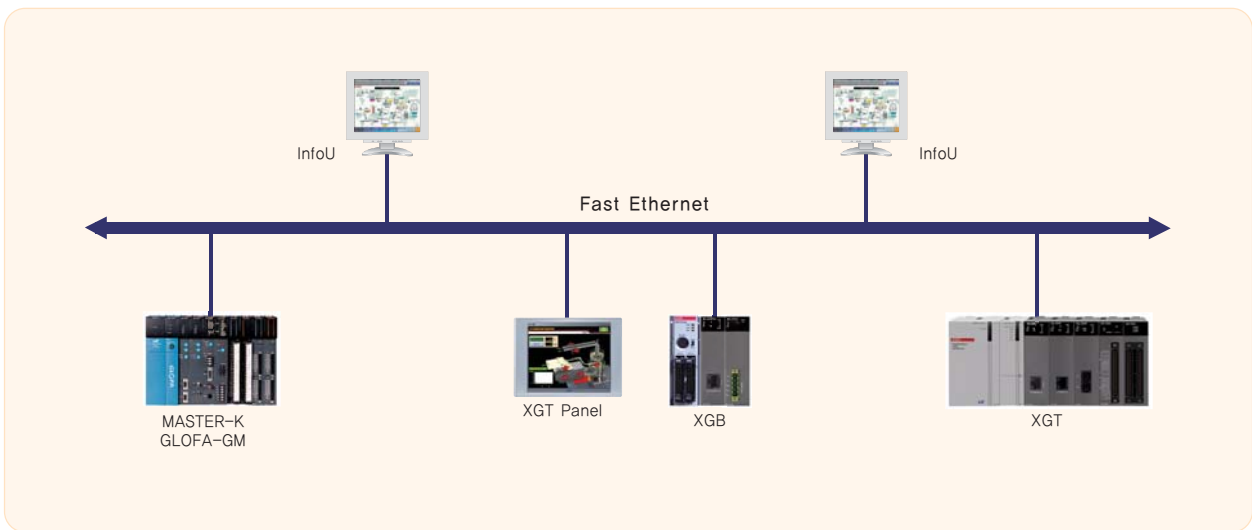 InfoU
InfoU
Fast Ethernet
MASTER-K
GLOFA-GM
XGT Panel
XGB
XGT